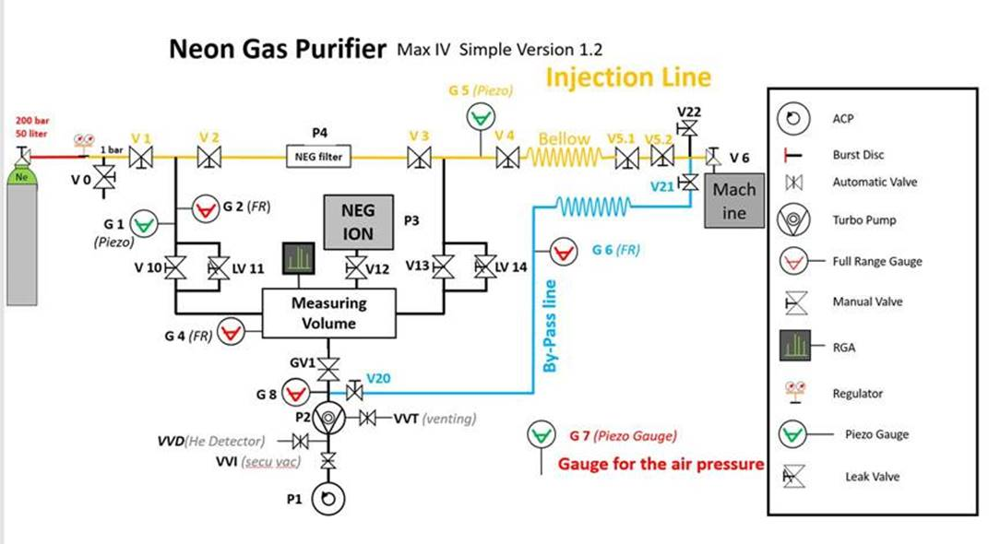 Neon Gas Purifier Max IV Simple Version 1.2
Injection Line
G 5 (Piezo)
200 bar
50 liter
1 bar
V 1
V 2
P4
NEG filter
V 3
V 4
Bellow
V5.1
V5.2
V22
V 6
Ne
V 0
V21
Mach
ine
G 2 (FR)
G 1
(Piezo)
NEG
ION
P3
G 6 (FR)
V 10
LV 11
V12
V13
LV 14
Measuring
Volume
G 4 (FR)
By-Pass line
GV1
V20
G 8
P2
VVT (venting)
VVD(He Detector)
VVI (secu vac)
P1
G 7 (Piezo Gauge)
Gauge for the air pressure
ACP
Burst Disc
Automatic Valve
Turbo Pump
Full Range Gauge
Manual Valve
RGA
Regulator
Piezo Gauge
Leak Valve